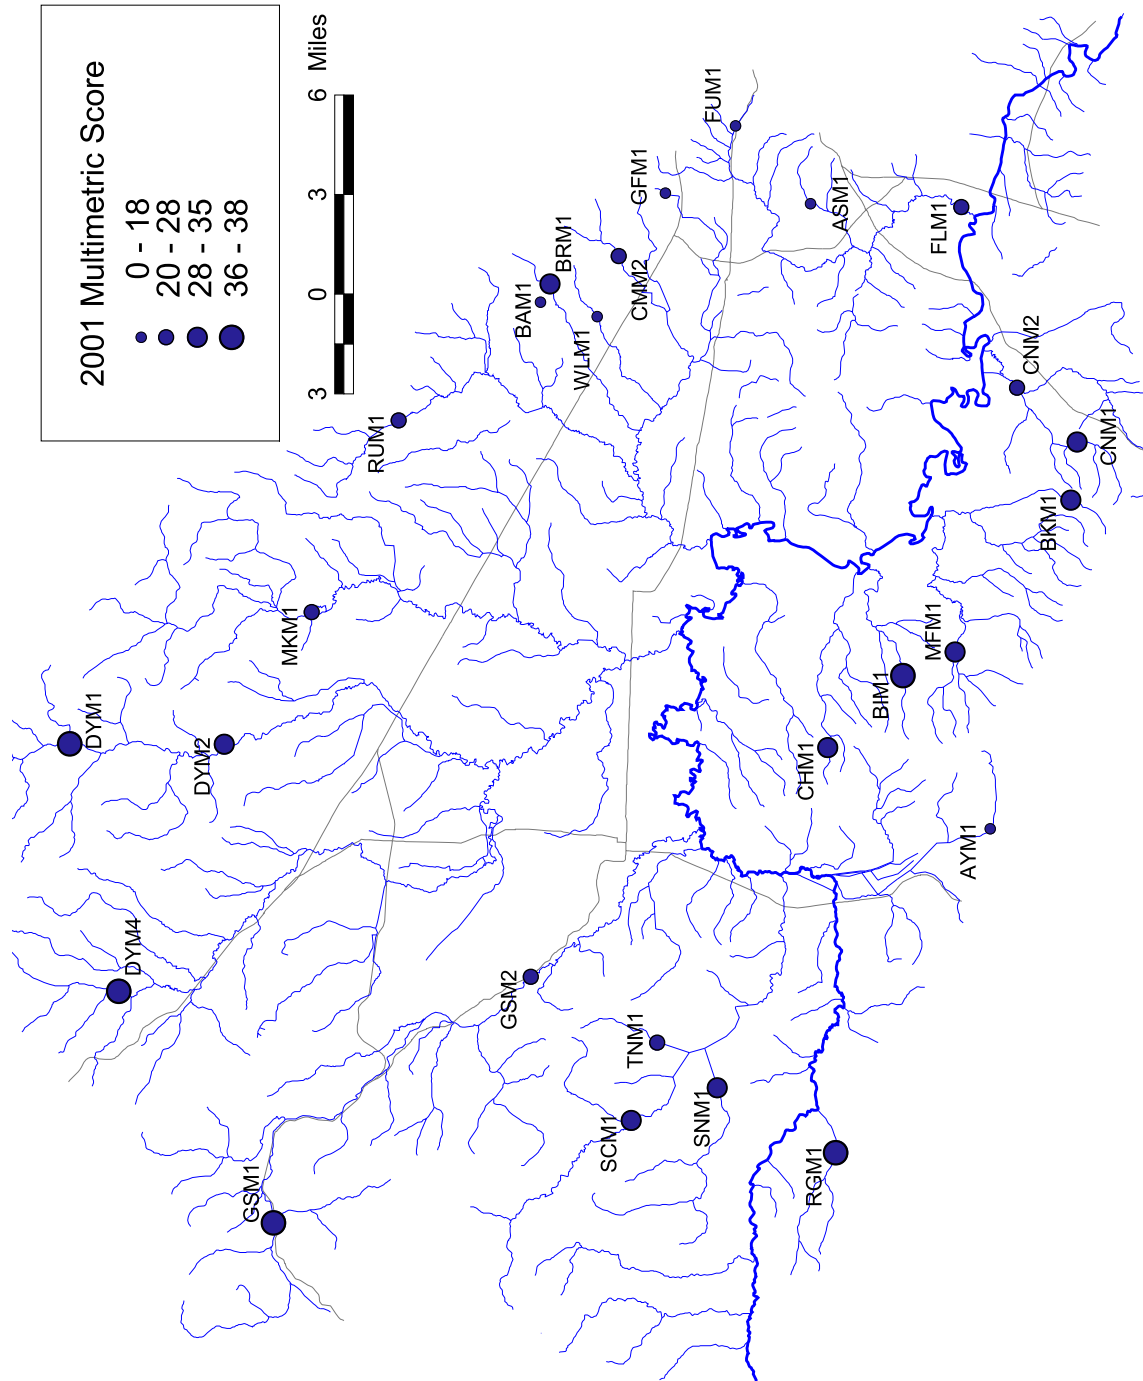 2001 Multimetric Score
0 - 18
20 - 28
28 - 35
36 - 38
3 0 3 6 Miles
FUM1
GFM1
ASM1
FLM1
BRM1
BAM1
CMM2
WLM1
CNM2
CNM1
RUM1
BKM1
MKM1
MFM1
BIM1
DYM1
DYM2
CHM1
AYM1
DYM4
GSM2
TNM1
SNM1
SCM1
RGM1
GSM1